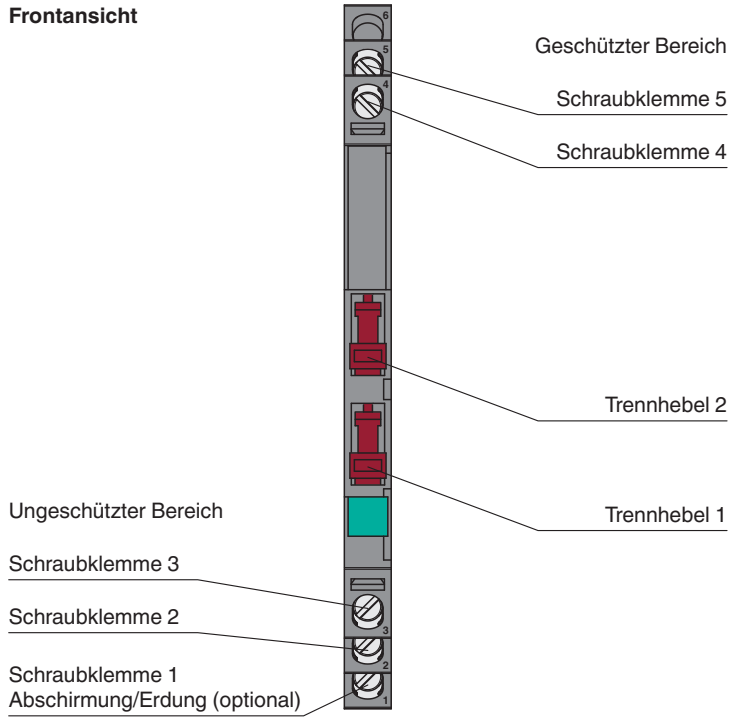 Frontansicht
6
5
4
Geschützter Bereich
Schraubklemme 5
Schraubklemme 4
Trennhebel 2
Trennhebel 1
Ungeschützter Bereich
Schraubklemme 3
Schraubklemme 2
Schraubklemme 1
Abschirmung/Erdung (optional)
3
2
1